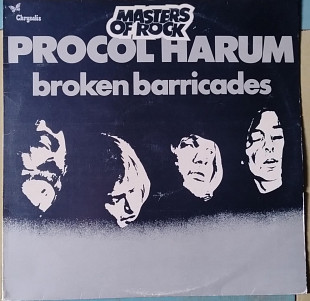 Chrysalis
MASTERS
OF ROCK
PROCOL HARUM
broken barricades